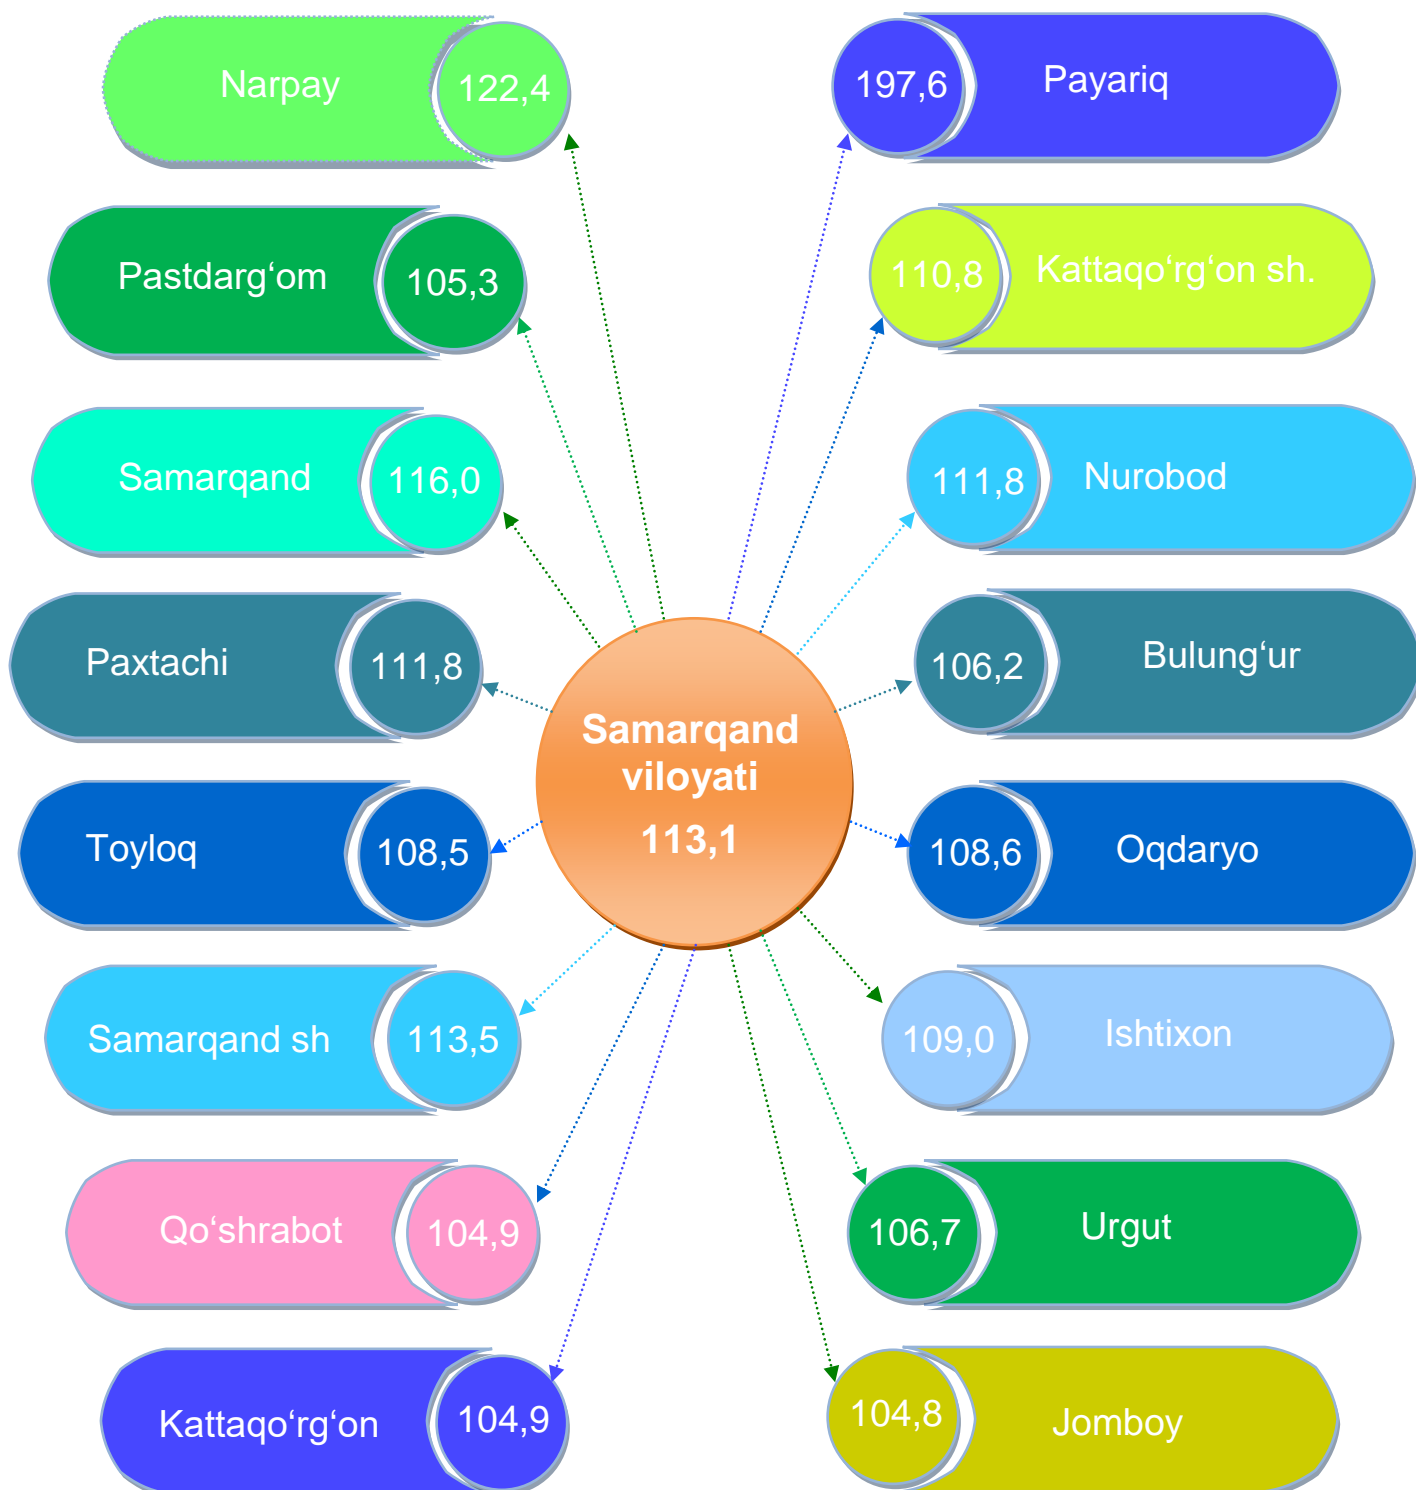 Narpay
122,4
Pastdarg‘om
105,3
Samarqand
116,0
Paxtachi
111,8
Toyloq
108,5
Samarqand sh
113,5
Qo‘shrabot
104,9
Kattaqo‘rg‘on
104,9
Samarqand
viloyati
113,1
197,6
Payariq
110,8
Kattaqo‘rg‘on sh.
111,8
Nurobod
106,2
Bulung‘ur
108,6
Oqdaryo
109,0
Ishtixon
106,7
Urgut
104,8
Jomboy